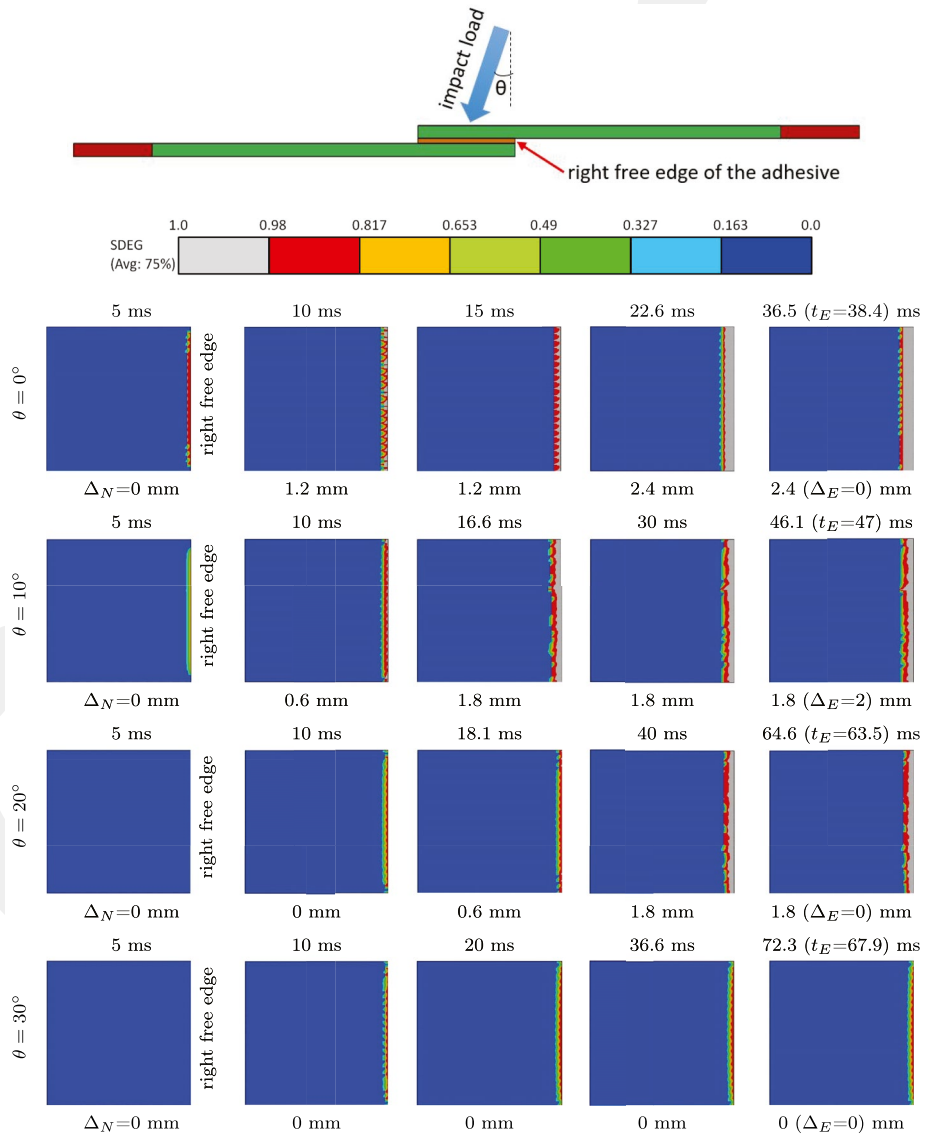 impact load
θ
right free edge of the adhesive
1.0 0.98 0.817 0.653 0.49 0.327 0.163 0.0
SDEG
(Avg: 75%)
5 ms 10 ms 15 ms 22.6 ms 36.5 (t_E=38.4) ms
θ = 0°
right free edge
Δ_N=0 mm 1.2 mm 1.2 mm 2.4 mm 2.4 (Δ_E=0) mm
5 ms 10 ms 16.6 ms 30 ms 46.1 (t_E=47) ms
θ = 10°
right free edge
Δ_N=0 mm 0.6 mm 1.8 mm 1.8 mm 1.8 (Δ_E=2) mm
5 ms 10 ms 18.1 ms 40 ms 64.6 (t_E=63.5) ms
θ = 20°
right free edge
Δ_N=0 mm 0 mm 0.6 mm 1.8 mm 1.8 (Δ_E=0) mm
5 ms 10 ms 20 ms 36.6 ms 72.3 (t_E=67.9) ms
θ = 30°
right free edge
Δ_N=0 mm 0 mm 0 mm 0 mm 0 (Δ_E=0) mm